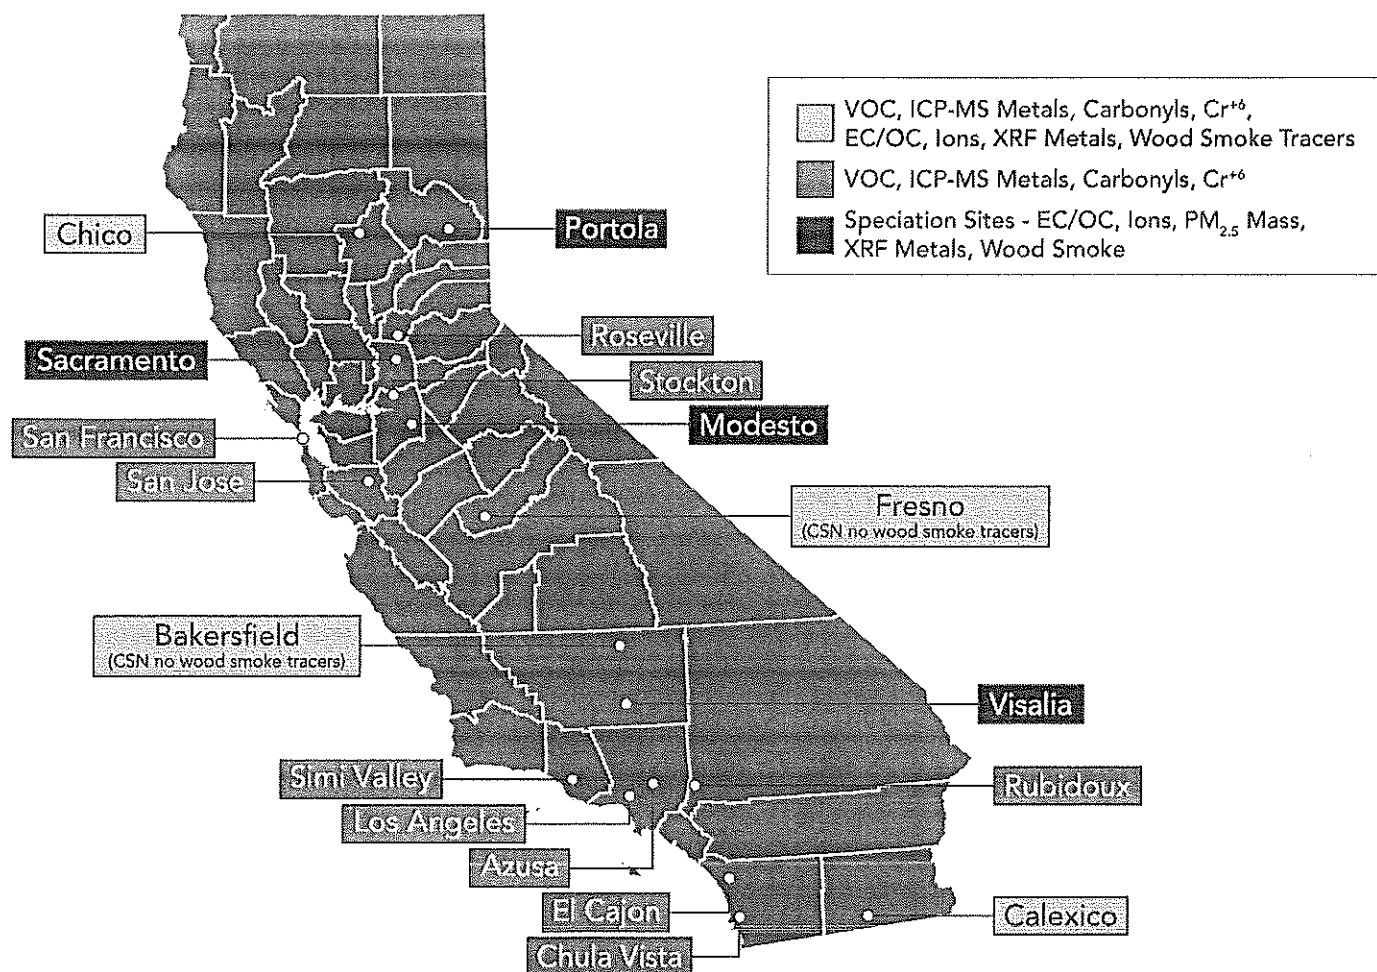 VOC, ICP-MS Metals, Carbonyls, Cr+6,
EC/OC, Ions, XRF Metals, Wood Smoke Tracers
VOC, ICP-MS Metals, Carbonyls, Cr+6
Speciation Sites - EC/OC, Ions, PM2.5 Mass,
XRF Metals, Wood Smoke
Chico
Portola
Roseville
Sacramento
Stockton
Modesto
San Francisco
San Jose
Fresno
(CSN no wood smoke tracers)
Bakersfield
(CSN no wood smoke tracers)
Visalia
Simi Valley
Rubidoux
Los Angeles
Azusa
El Cajon
Calexico
Chula Vista